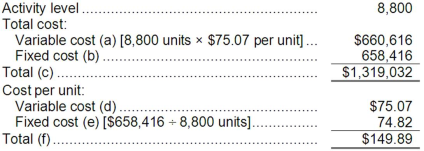 Activity level ........................................................ 8,800
Total cost:
Variable cost (a) [8,800 units × $75.07 per unit] ... $660,616
Fixed cost (b) ................................................... 658,416
Total (c) ............................................................... $1,319,032
Cost per unit:
Variable cost (d) ............................................... $75.07
Fixed cost (e) [$658,416 ÷ 8,800 units]................ 74.82
Total (f) ................................................................ $149.89